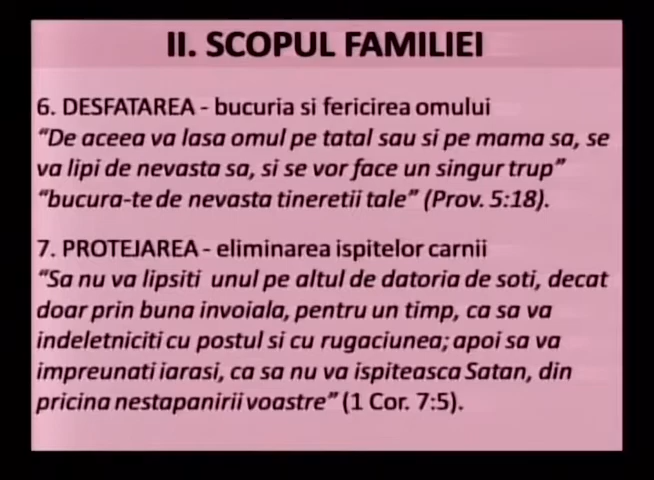 II. SCOPUL FAMILIEI
6. DESFATAREA - bucuria si fericirea omului
"De aceea va lasa omul pe tatal sau si pe mama sa, se
va lipi de nevasta sa, si se vor face un singur trup"
"bucura-te de nevasta tineretii tale" (Prov. 5:18).
7. PROTEJAREA - eliminarea ispitelor carnii
"Sa nu va lipsiti unul pe altul de datoria de soti, decat
doar prin buna invoiala, pentru un timp, ca sa va
indeletniciti cu postul si cu rugaciunea; apoi sa va
impreunati iarasi, ca sa nu va ispiteasca Satan, din
pricina nestapanirii voastre" (1 Cor. 7:5).